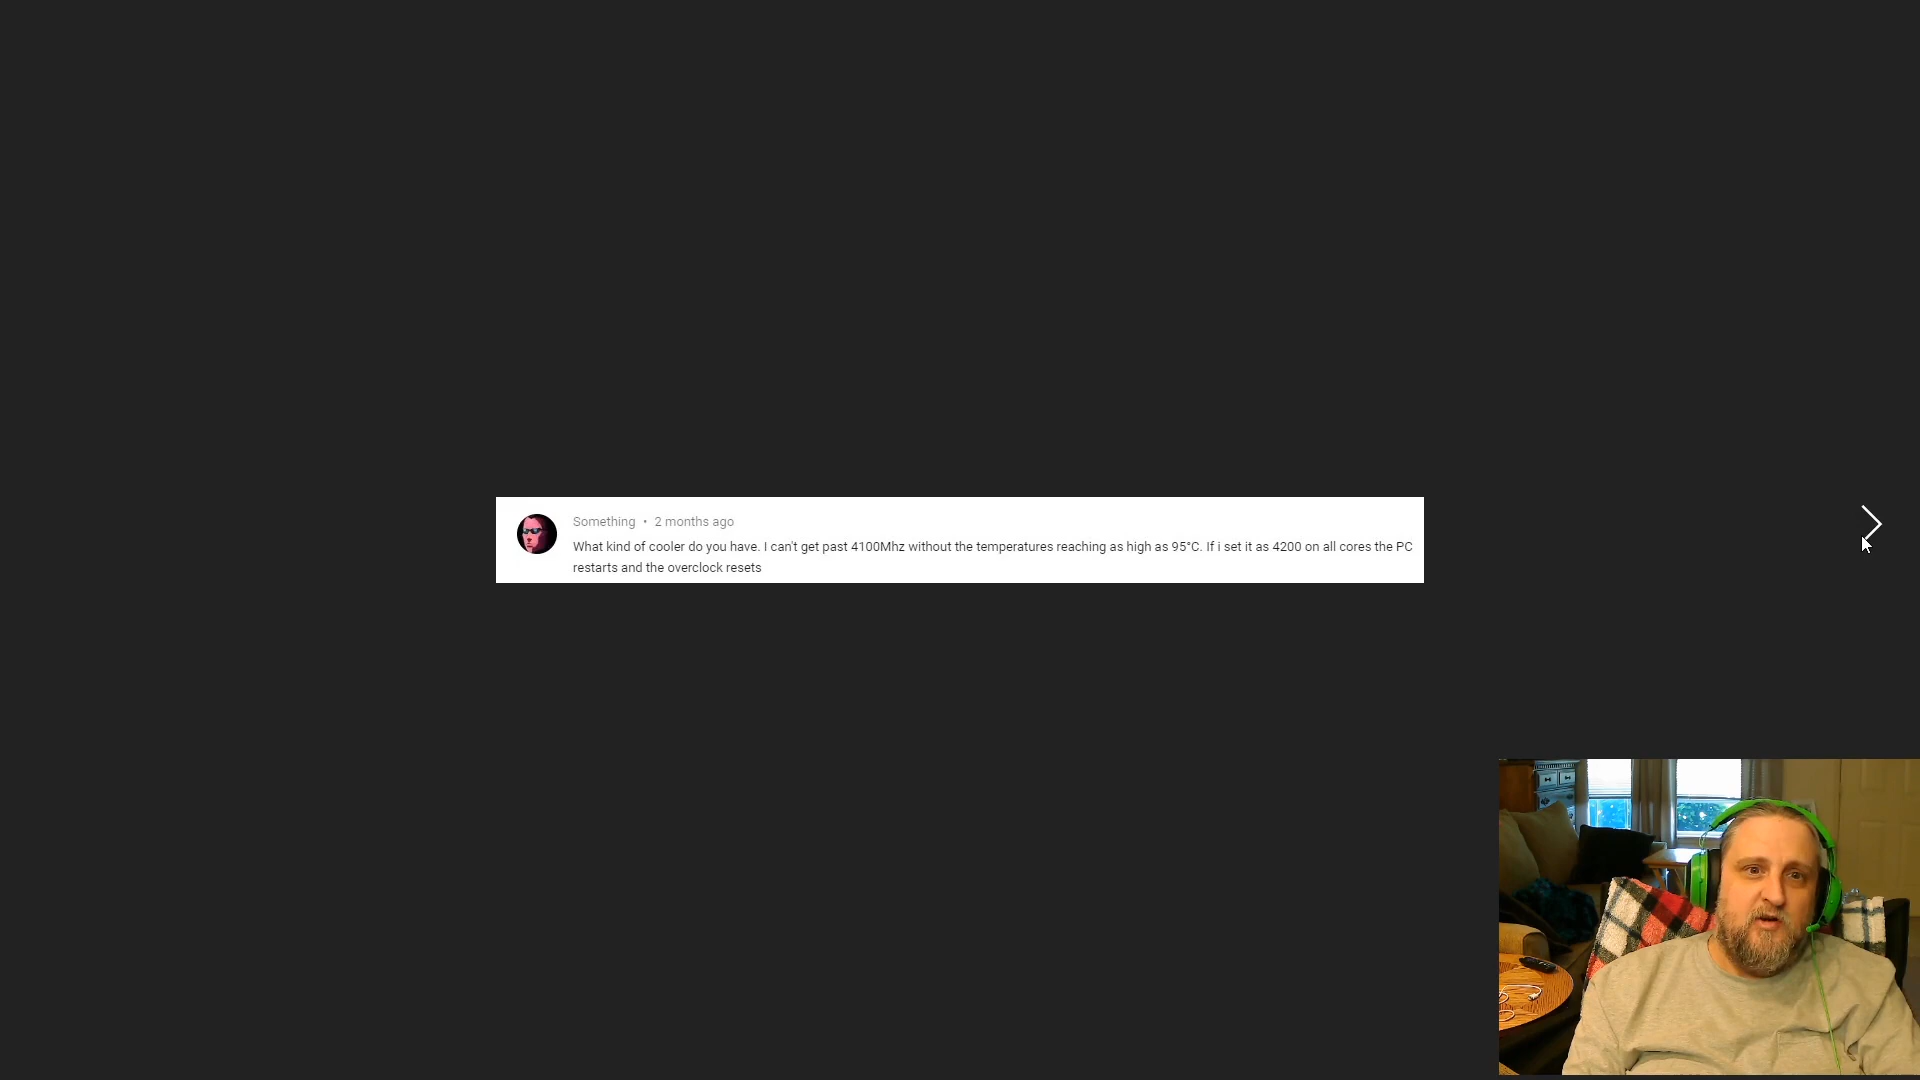 Something • 2 months ago
What kind of cooler do you have. I can't get past 4100Mhz without the temperatures reaching as high as 95°C. If i set it as 4200 on all cores the PC
restarts and the overclock resets